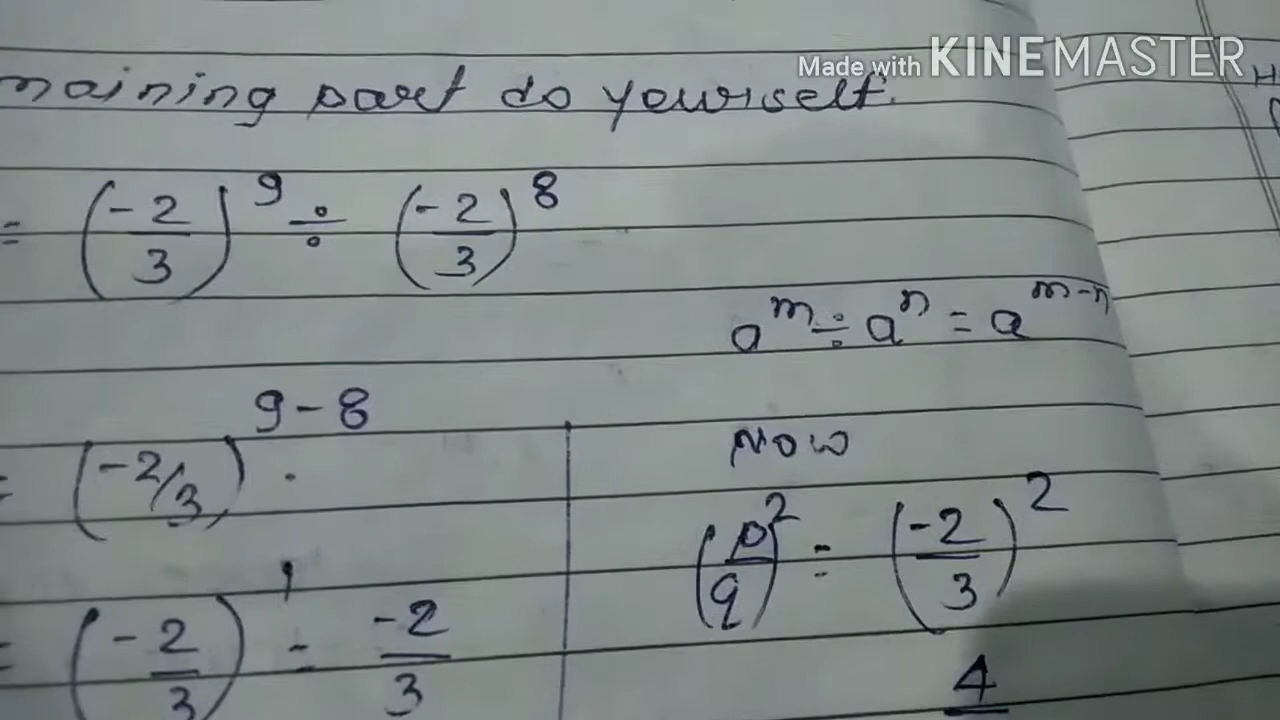 Made with KINEMASTER
maining part do yourself.
= (-2/3)^9 ÷ (-2/3)^8
a^m ÷ a^n = a^{m-n}
= (-2/3)^{9-8}.
= (-2/3)^1 = -2/3
Now
(p/q)^2 = (-2/3)^2
4